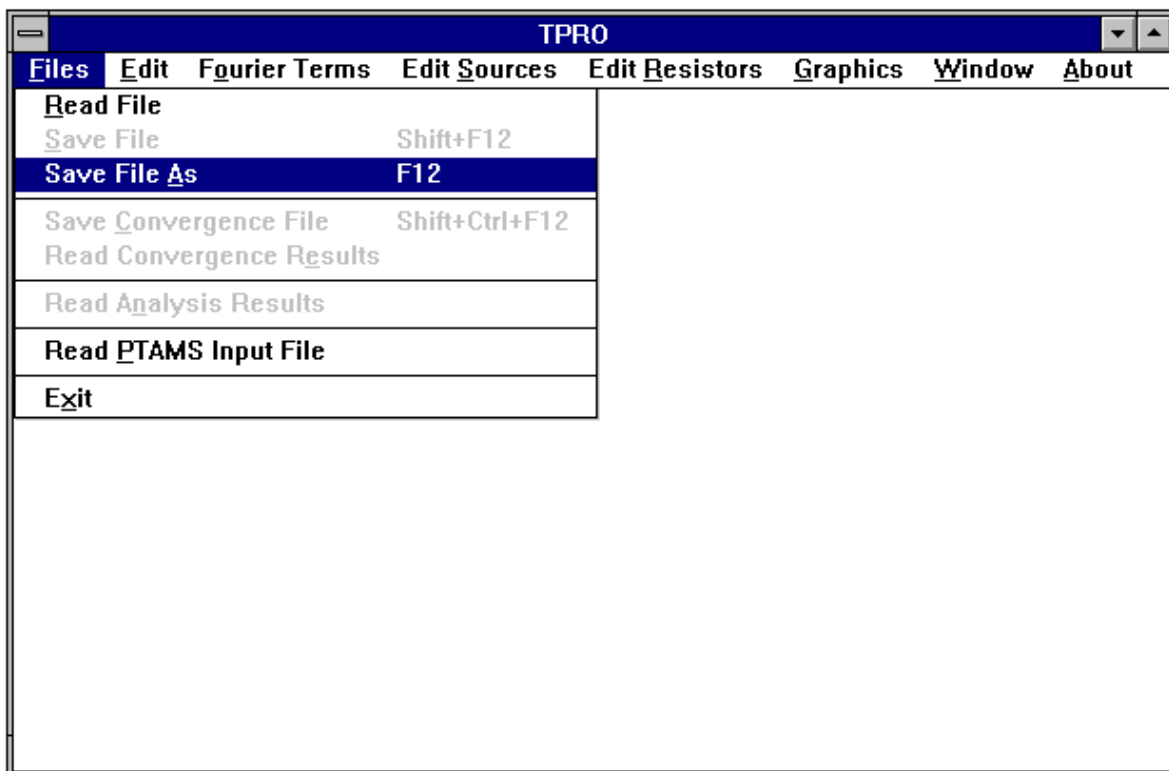 TPRO
Files Edit Fourier Terms Edit Sources Edit Resistors Graphics Window About
Read File
Save File Shift+F12
Save File As F12
Save Convergence File Shift+Ctrl+F12
Read Convergence Results
Read Analysis Results
Read PTAMS Input File
Exit